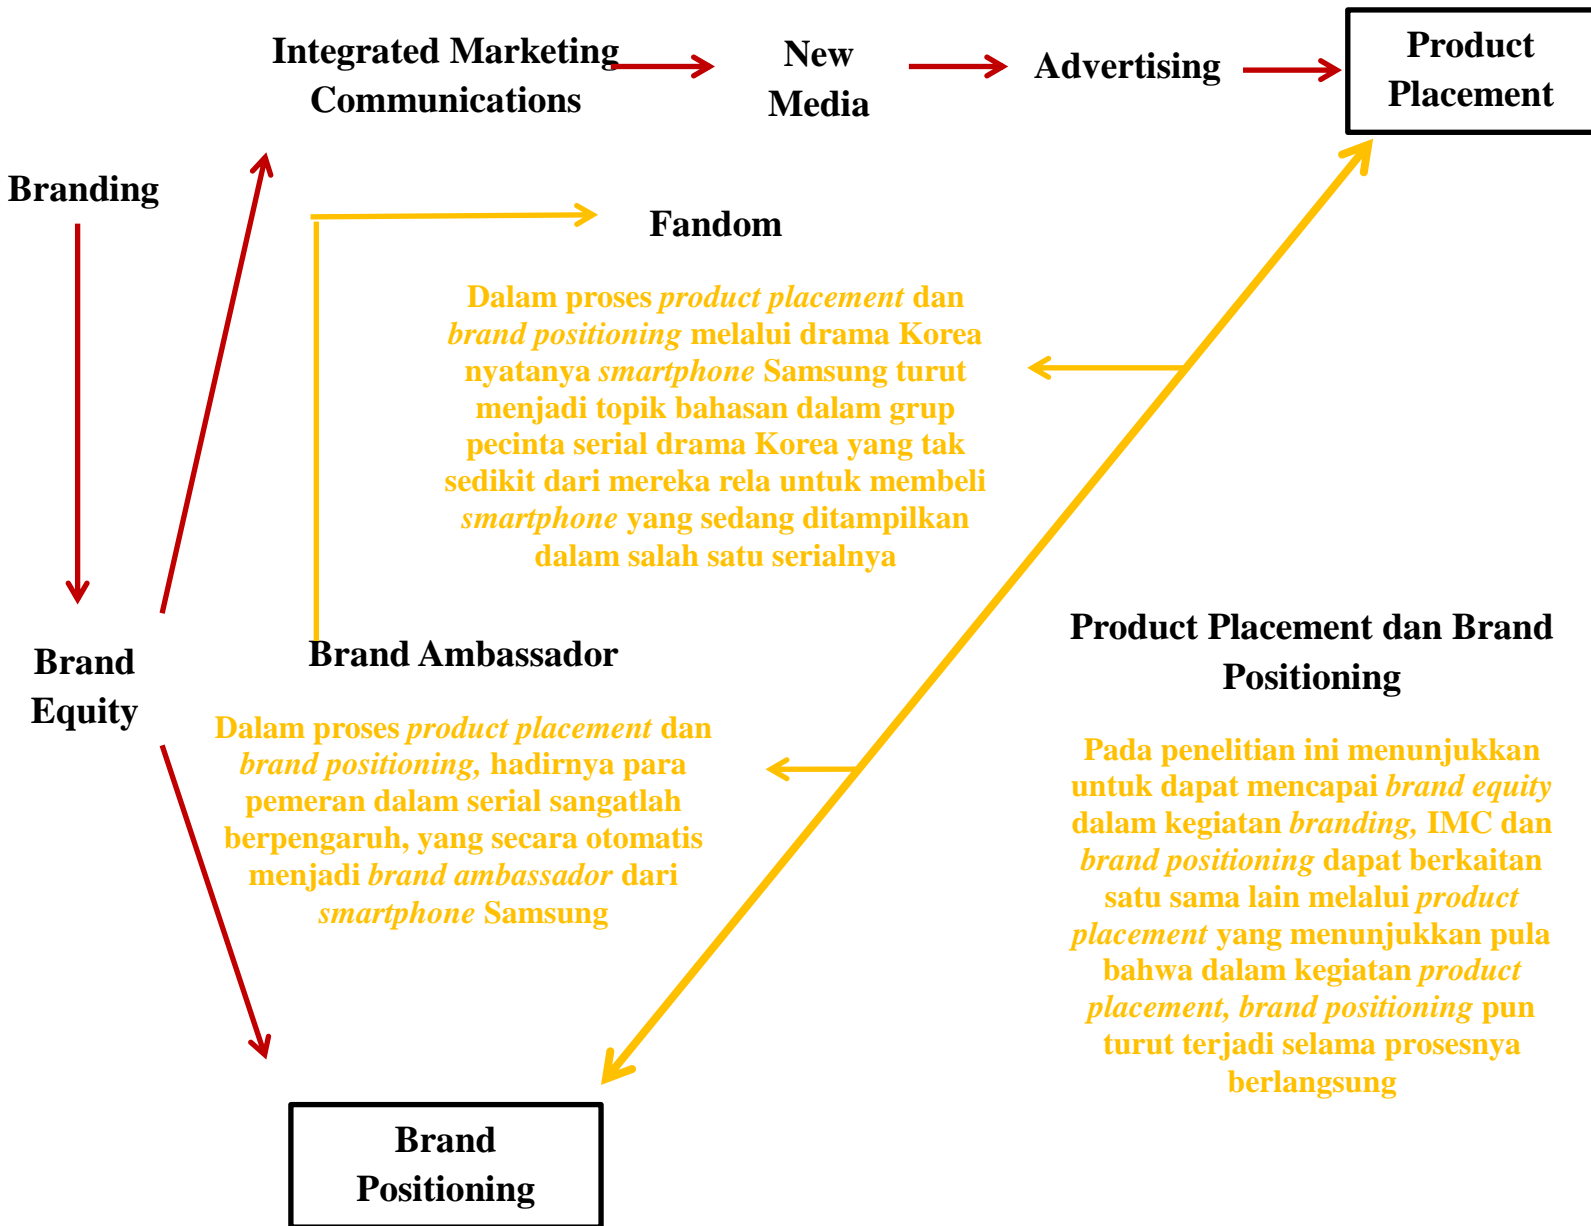 Integrated Marketing
Communications
New
Media
Advertising
Product
Placement
Branding
Fandom
Dalam proses product placement dan
brand positioning melalui drama Korea
nyatanya smartphone Samsung turut
menjadi topik bahasan dalam grup
pecinta serial drama Korea yang tak
sedikit dari mereka rela untuk membeli
smartphone yang sedang ditampilkan
dalam salah satu serialnya
Brand
Equity
Brand Ambassador
Dalam proses product placement dan
brand positioning, hadirnya para
pemeran dalam serial sangatlah
berpengaruh, yang secara otomatis
menjadi brand ambassador dari
smartphone Samsung
Product Placement dan Brand
Positioning
Pada penelitian ini menunjukkan
untuk dapat mencapai brand equity
dalam kegiatan branding, IMC dan
brand positioning dapat berkaitan
satu sama lain melalui product
placement yang menunjukkan pula
bahwa dalam kegiatan product
placement, brand positioning pun
turut terjadi selama prosesnya
berlangsung
Brand
Positioning